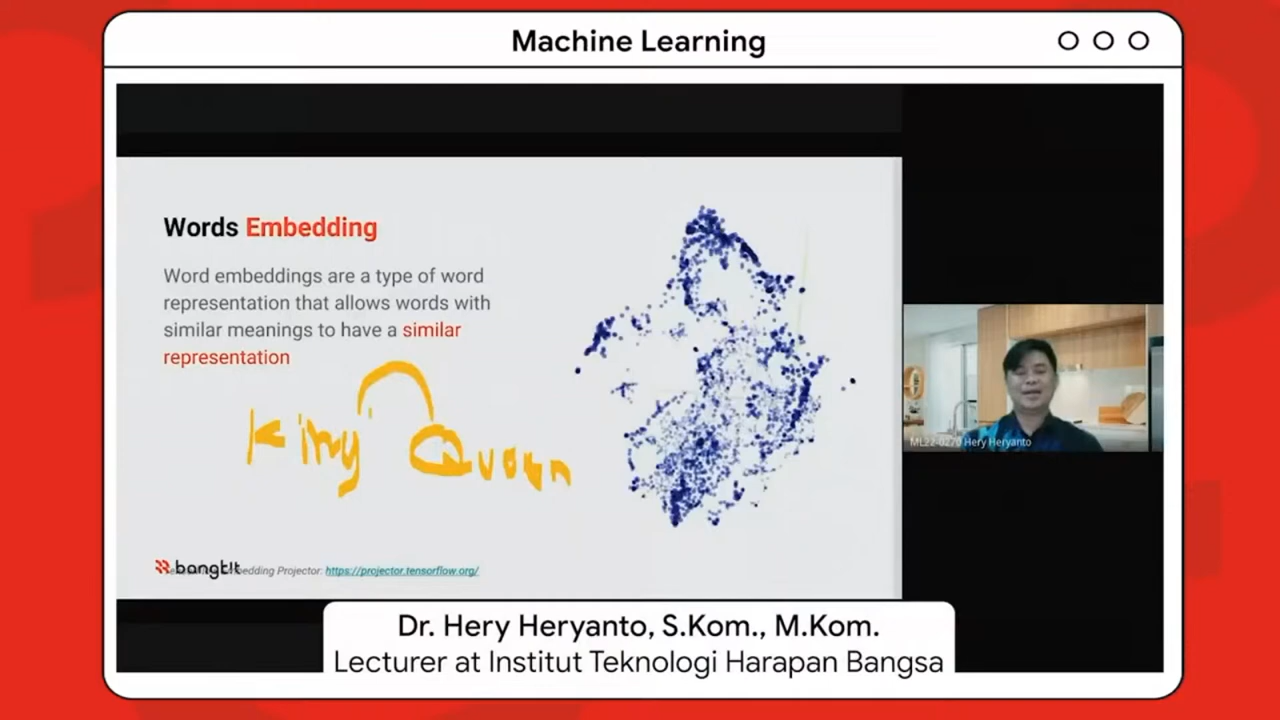 Machine Learning
Words Embedding
Word embeddings are a type of word
representation that allows words with
similar meanings to have a similar
representation
King Queen
bangk!t
Embedding Projector: https://projector.tensorflow.org/
ML22-0270 Hery Heryanto
Dr. Hery Heryanto, S.Kom., M.Kom.
Lecturer at Institut Teknologi Harapan Bangsa